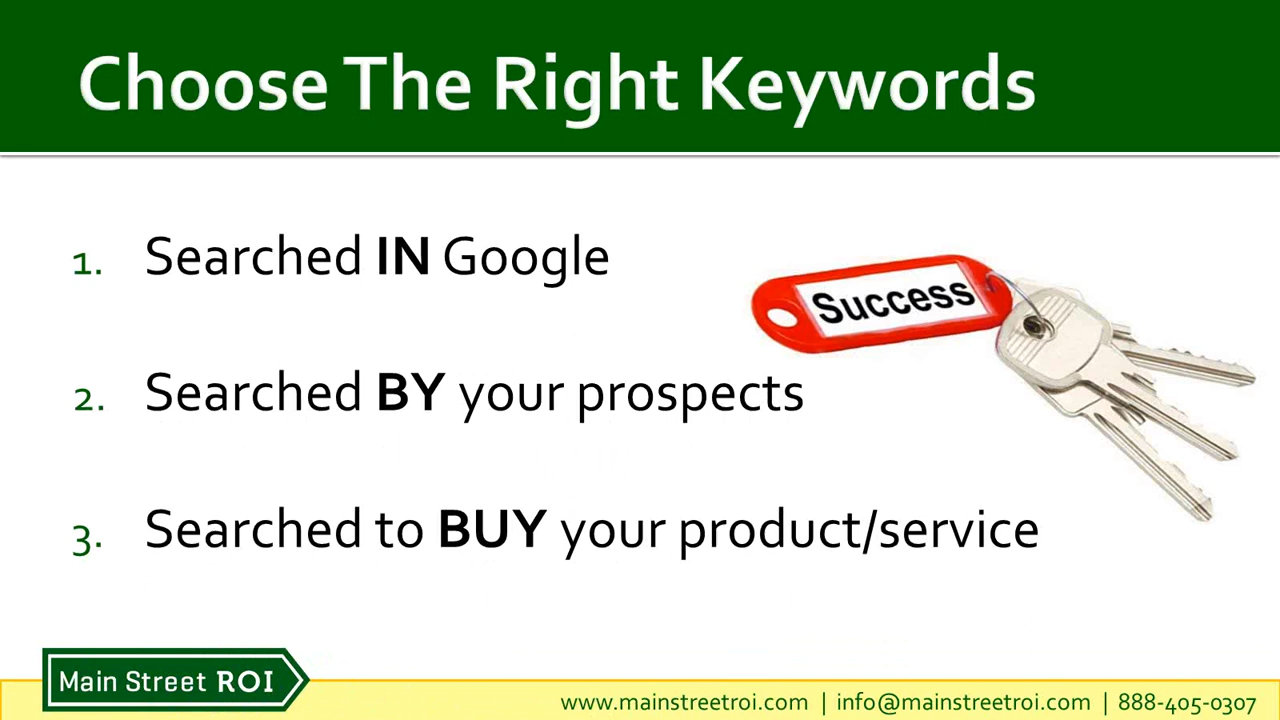 Choose The Right Keywords
1. Searched IN Google
Success
2. Searched BY your prospects
3. Searched to BUY your product/service
Main Street ROI
www.mainstreetroi.com | info@mainstreetroi.com | 888-405-0307